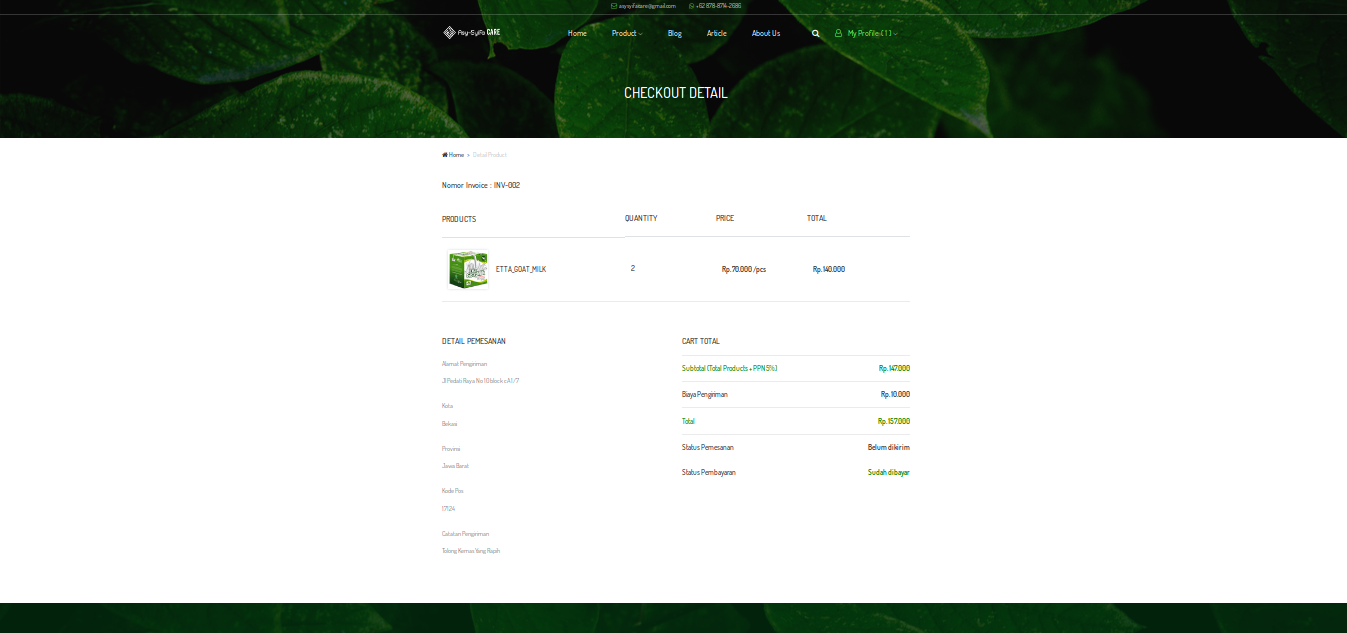 asysyifacare@gmail.com +62 878-8714-2686
Asy-Syifa CARE Home Product Blog Article About Us My Profile ( 1 )
CHECKOUT DETAIL
Home » Detail Product
Nomor Invoice : INV-002
PRODUCTS QUANTITY PRICE TOTAL
ETTA_GOAT_MILK 2 Rp.70.000 /pcs Rp.140.000
DETAIL PEMESANAN
Alamat Pengiriman
Jl Pedati Raya No 10 block cA1 /7
Kota
Bekasi
Provinsi
Jawa Barat
Kode Pos
17124
Catatan Pengiriman
Tolong Kemas Yang Rapih
CART TOTAL
Subtotal (Total Products + PPN 5%) Rp.147.000
Biaya Pengiriman Rp.10.000
Total Rp.157.000
Status Pemesanan Belum dikirim
Status Pembayaran Sudah dibayar